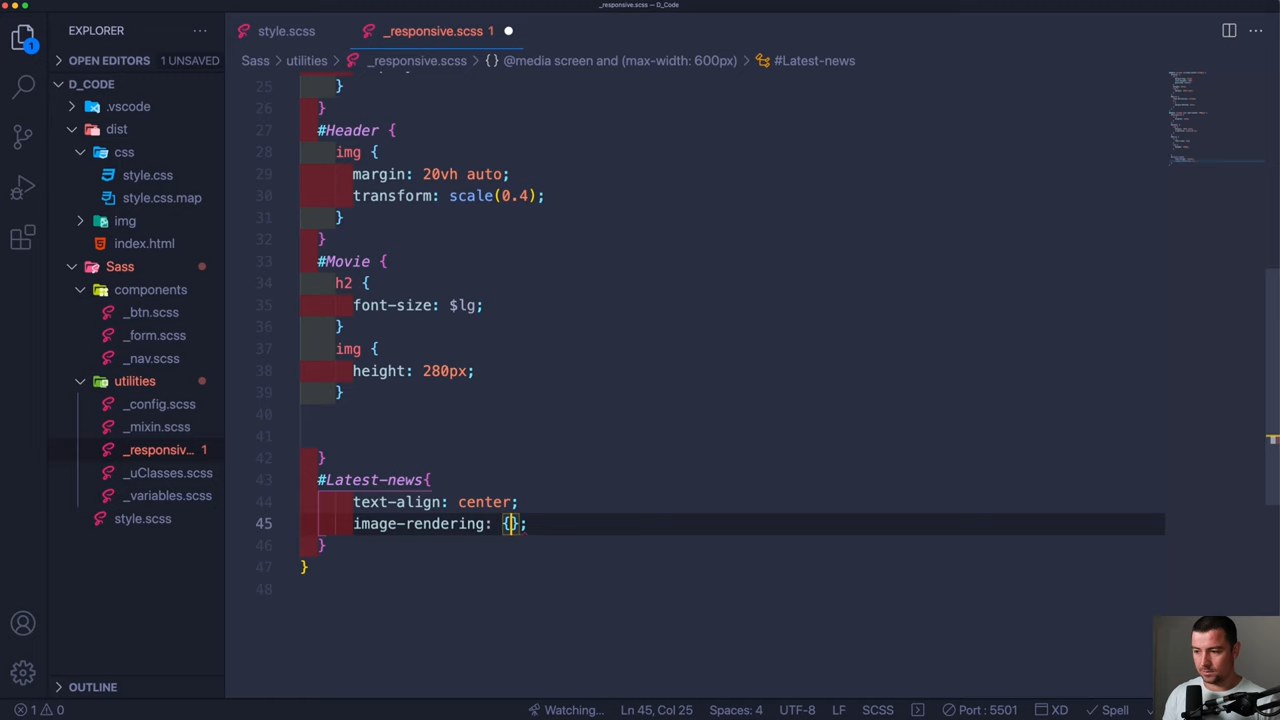 _responsive.scss — D_Code
EXPLORER
style.scss
_responsive.scss 1
OPEN EDITORS 1 UNSAVED
Sass › utilities › _responsive.scss › {} @media screen and (max-width: 600px) › #Latest-news
D_CODE
.vscode
dist
css
style.css
style.css.map
img
index.html
Sass
components
_btn.scss
_form.scss
_nav.scss
utilities
_config.scss
_mixin.scss
_responsiv... 1
_uClasses.scss
_variables.scss
style.scss
OUTLINE
1
25 }
26 }
27 #Header {
28 img {
29 margin: 20vh auto;
30 transform: scale(0.4);
31 }
32 }
33 #Movie {
34 h2 {
35 font-size: $lg;
36 }
37 img {
38 height: 280px;
39 }
40
41
42 }
43 #Latest-news{
44 text-align: center;
45 image-rendering: {};
46 }
47 }
48
1 0 Watching... Ln 45, Col 25 Spaces: 4 UTF-8 LF SCSS Port : 5501 XD Spell